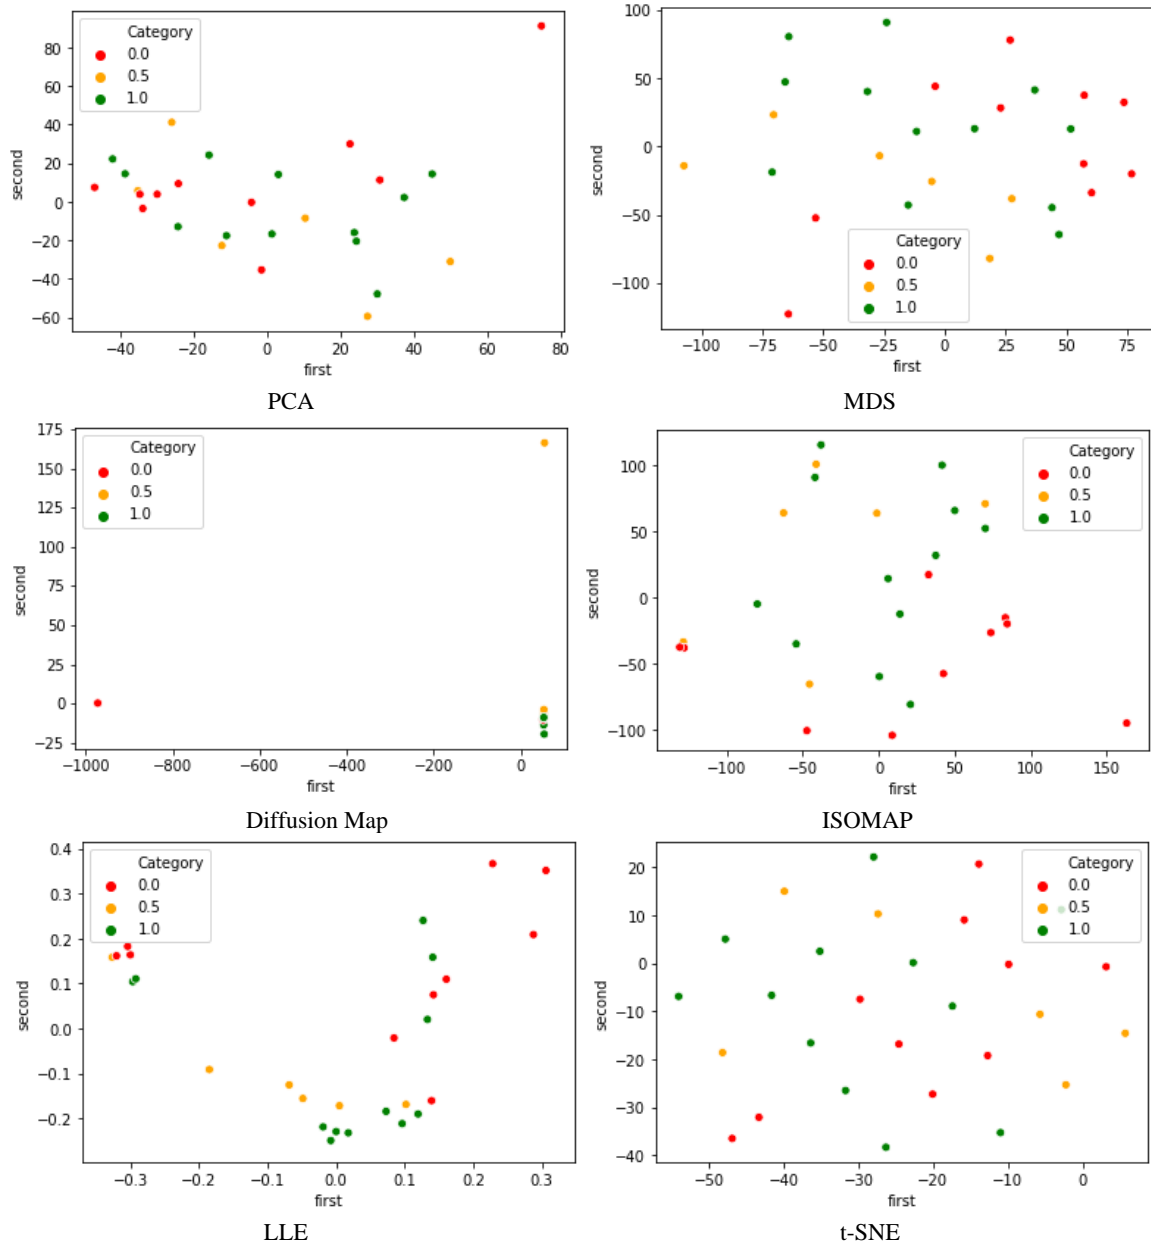 Category
0.0
0.5
1.0
80
60
40
20
0
−20
−40
−60
second
−40 −20 0 20 40 60 80
first
PCA
100
50
0
−50
−100
second
Category
0.0
0.5
1.0
−100 −75 −50 −25 0 25 50 75
first
MDS
175
150
125
100
75
50
25
0
−25
second
Category
0.0
0.5
1.0
−1000 −800 −600 −400 −200 0
first
Diffusion Map
100
50
0
−50
−100
second
Category
0.0
0.5
1.0
−100 −50 0 50 100 150
first
ISOMAP
0.4
0.3
0.2
0.1
0.0
−0.1
−0.2
second
Category
0.0
0.5
1.0
−0.3 −0.2 −0.1 0.0 0.1 0.2 0.3
first
LLE
20
10
0
−10
−20
−30
−40
second
Category
0.0
0.5
1.0
−50 −40 −30 −20 −10 0
first
t-SNE